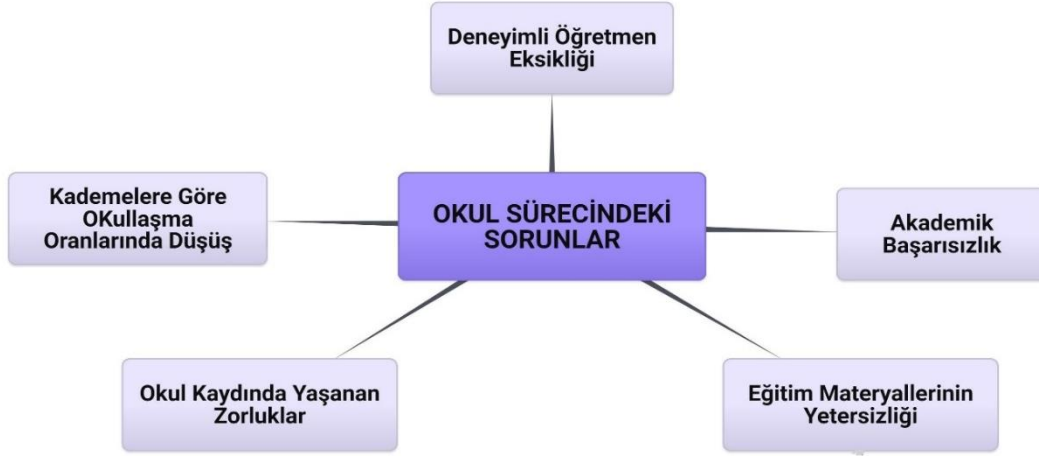 Deneyimli Öğretmen
Eksikliği
Kademelere Göre
OKullaşma
Oranlarında Düşüş
OKUL SÜRECİNDEKİ
SORUNLAR
Akademik
Başarısızlık
Okul Kaydında Yaşanan
Zorluklar
Eğitim Materyallerinin
Yetersizliği